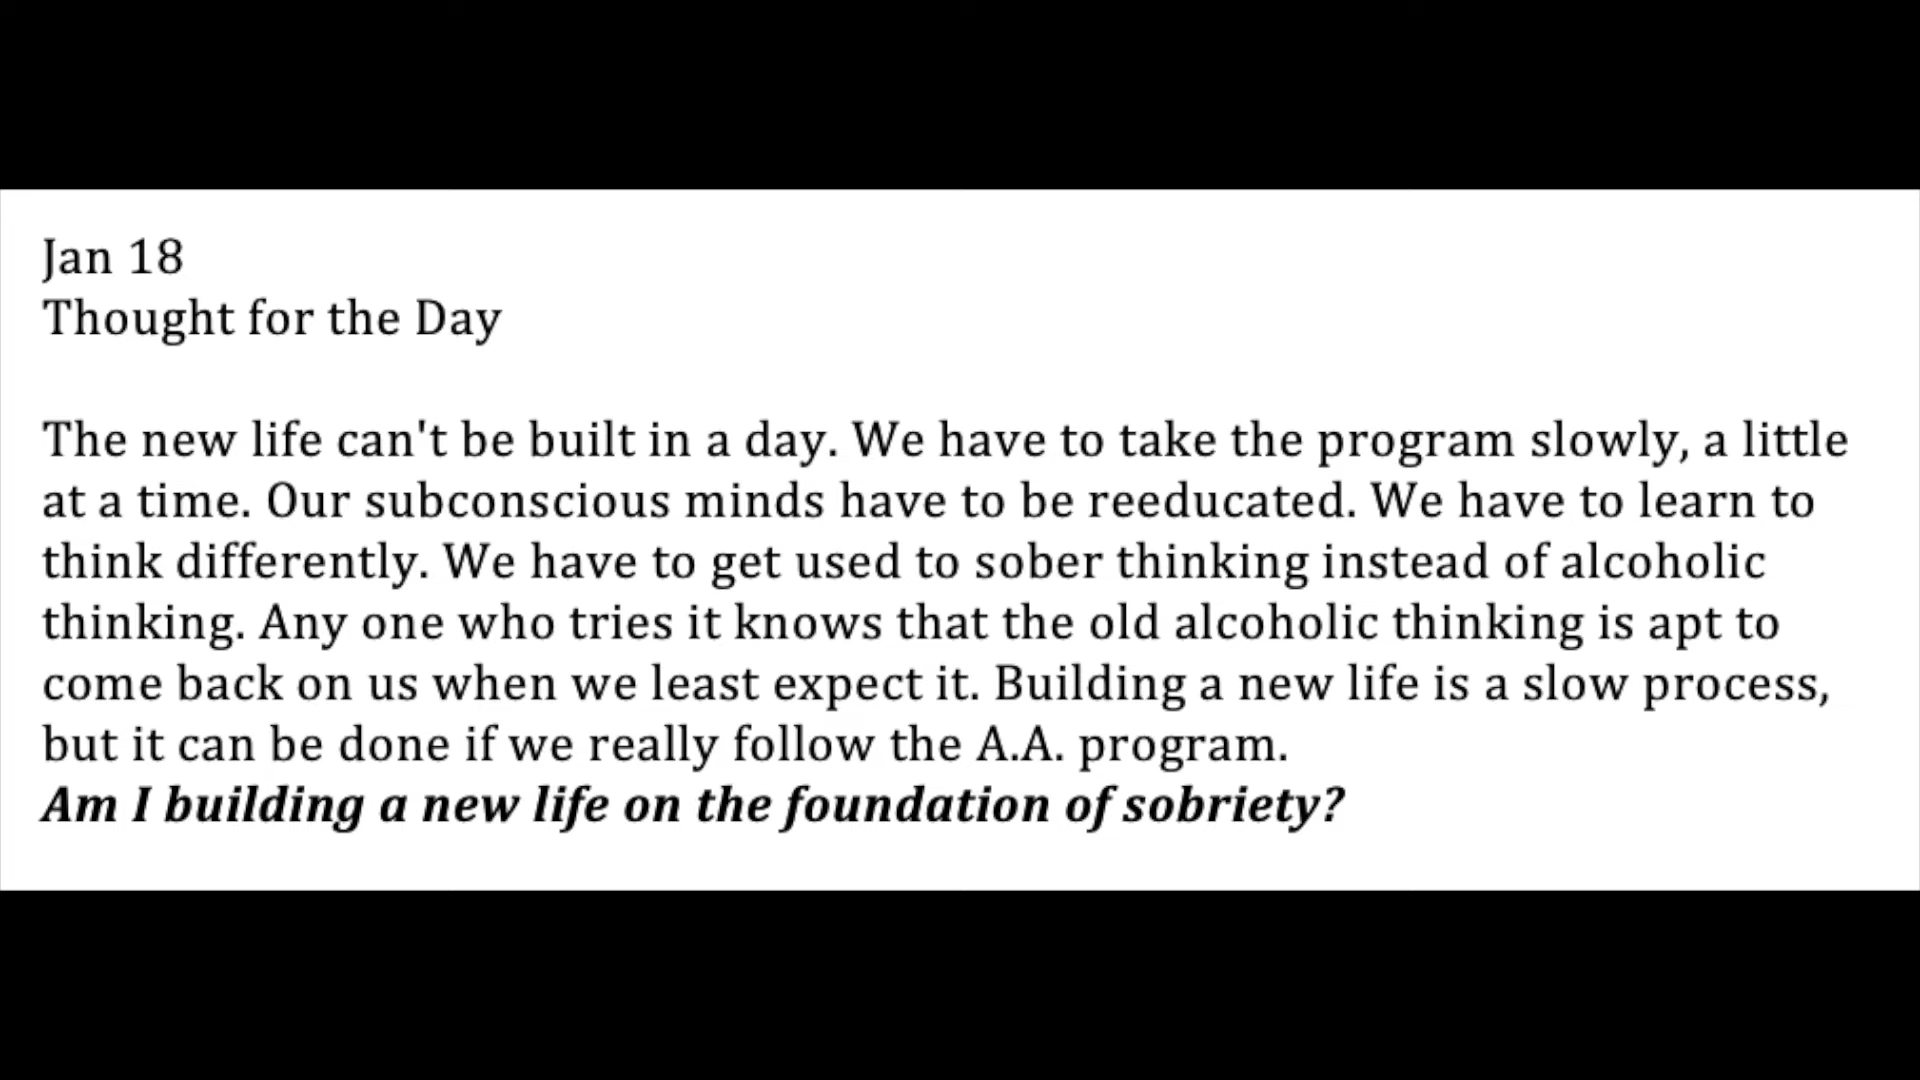 Jan 18
Thought for the Day
The new life can't be built in a day. We have to take the program slowly, a little
at a time. Our subconscious minds have to be reeducated. We have to learn to
think differently. We have to get used to sober thinking instead of alcoholic
thinking. Any one who tries it knows that the old alcoholic thinking is apt to
come back on us when we least expect it. Building a new life is a slow process,
but it can be done if we really follow the A.A. program.
Am I building a new life on the foundation of sobriety?